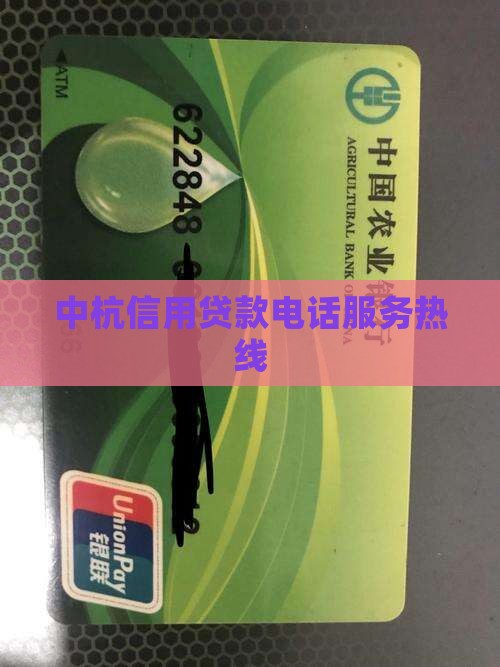 ATM
622848
中国农业银行
AGRICULTURAL BANK OF CHINA
中杭信用贷款电话服务热
线
UnionPay
银联